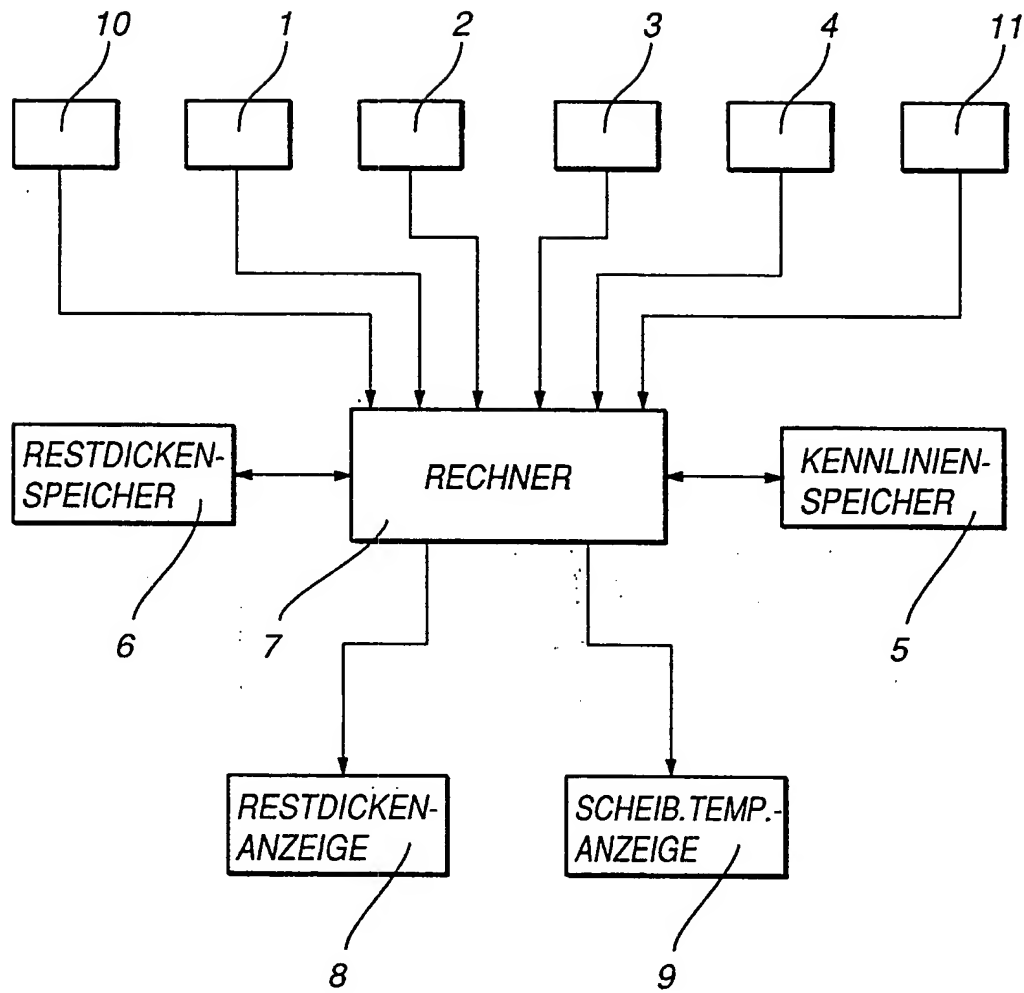 10
1
2
3
4
11
RESTDICKEN-
SPEICHER
RECHNER
KENNLINIEN-
SPEICHER
6
7
5
RESTDICKEN-
ANZEIGE
SCHEIB.TEMP.-
ANZEIGE
8
9